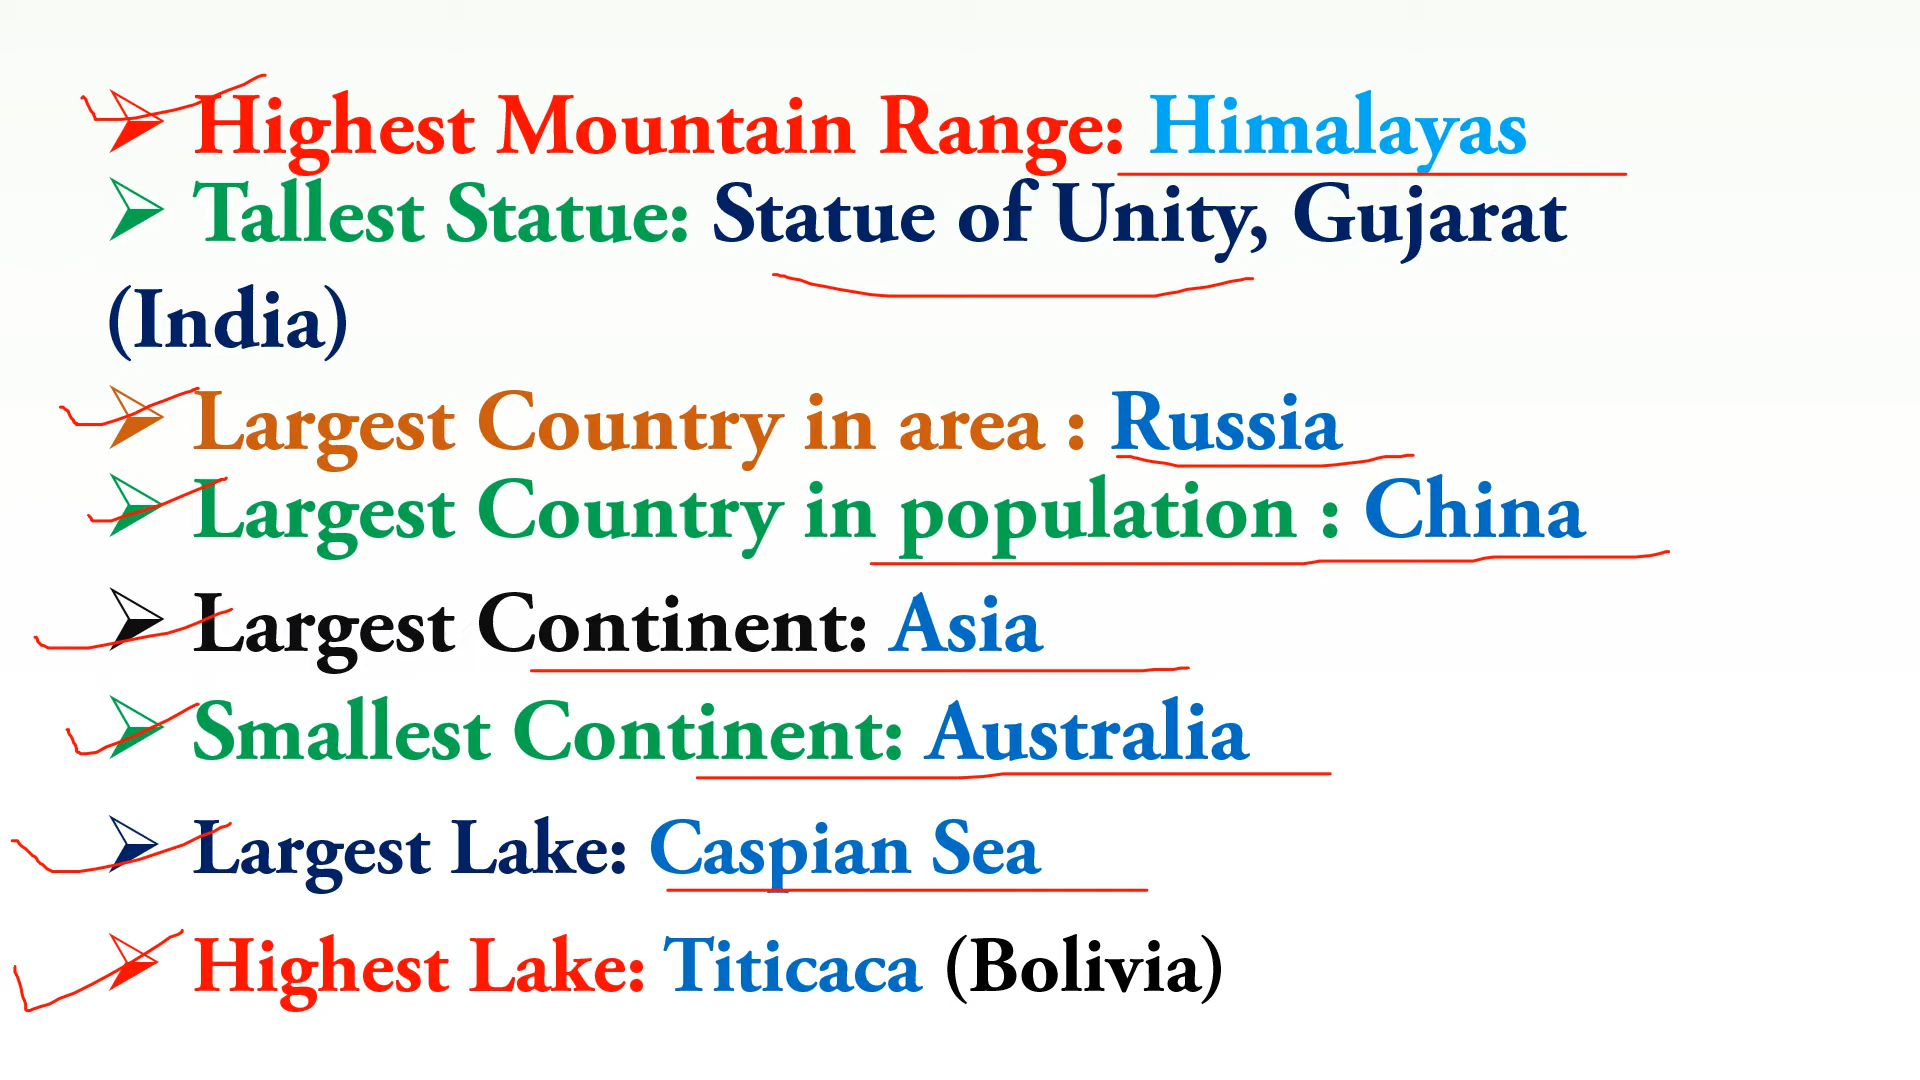 Highest Mountain Range: Himalayas
Tallest Statue: Statue of Unity, Gujarat
(India)
Largest Country in area : Russia
Largest Country in population : China
Largest Continent: Asia
Smallest Continent: Australia
Largest Lake: Caspian Sea
Highest Lake: Titicaca (Bolivia)